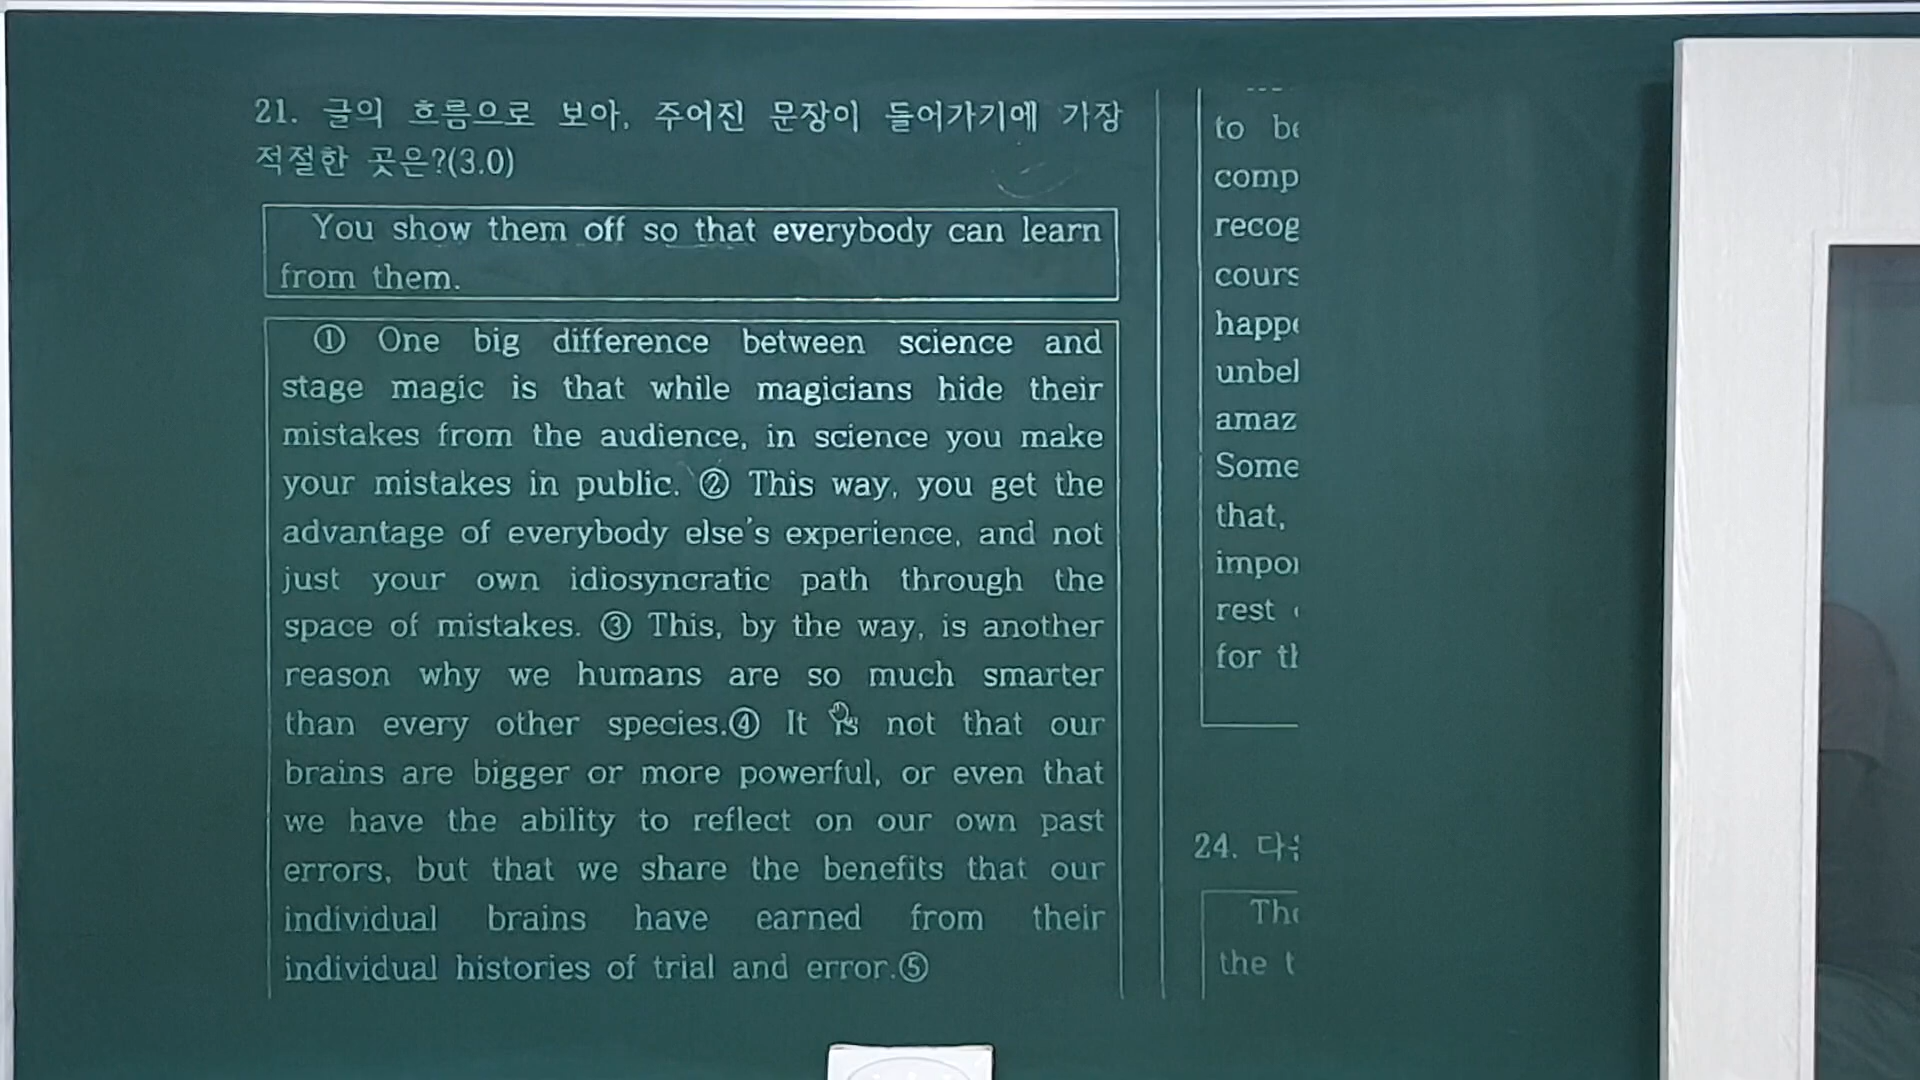 21. 글의 흐름으로 보아, 주어진 문장이 들어가기에 가장
적절한 곳은?(3.0)
You show them off so that everybody can learn
from them.
① One big difference between science and
stage magic is that while magicians hide their
mistakes from the audience, in science you make
your mistakes in public. ② This way, you get the
advantage of everybody else's experience, and not
just your own idiosyncratic path through the
space of mistakes. ③ This, by the way, is another
reason why we humans are so much smarter
than every other species.④ It is not that our
brains are bigger or more powerful, or even that
we have the ability to reflect on our own past
errors, but that we share the benefits that our
individual brains have earned from their
individual histories of trial and error.⑤
to
comp
recog
cours
happ
unbel
amaz
Some
that,
impo
rest
for
24.
the